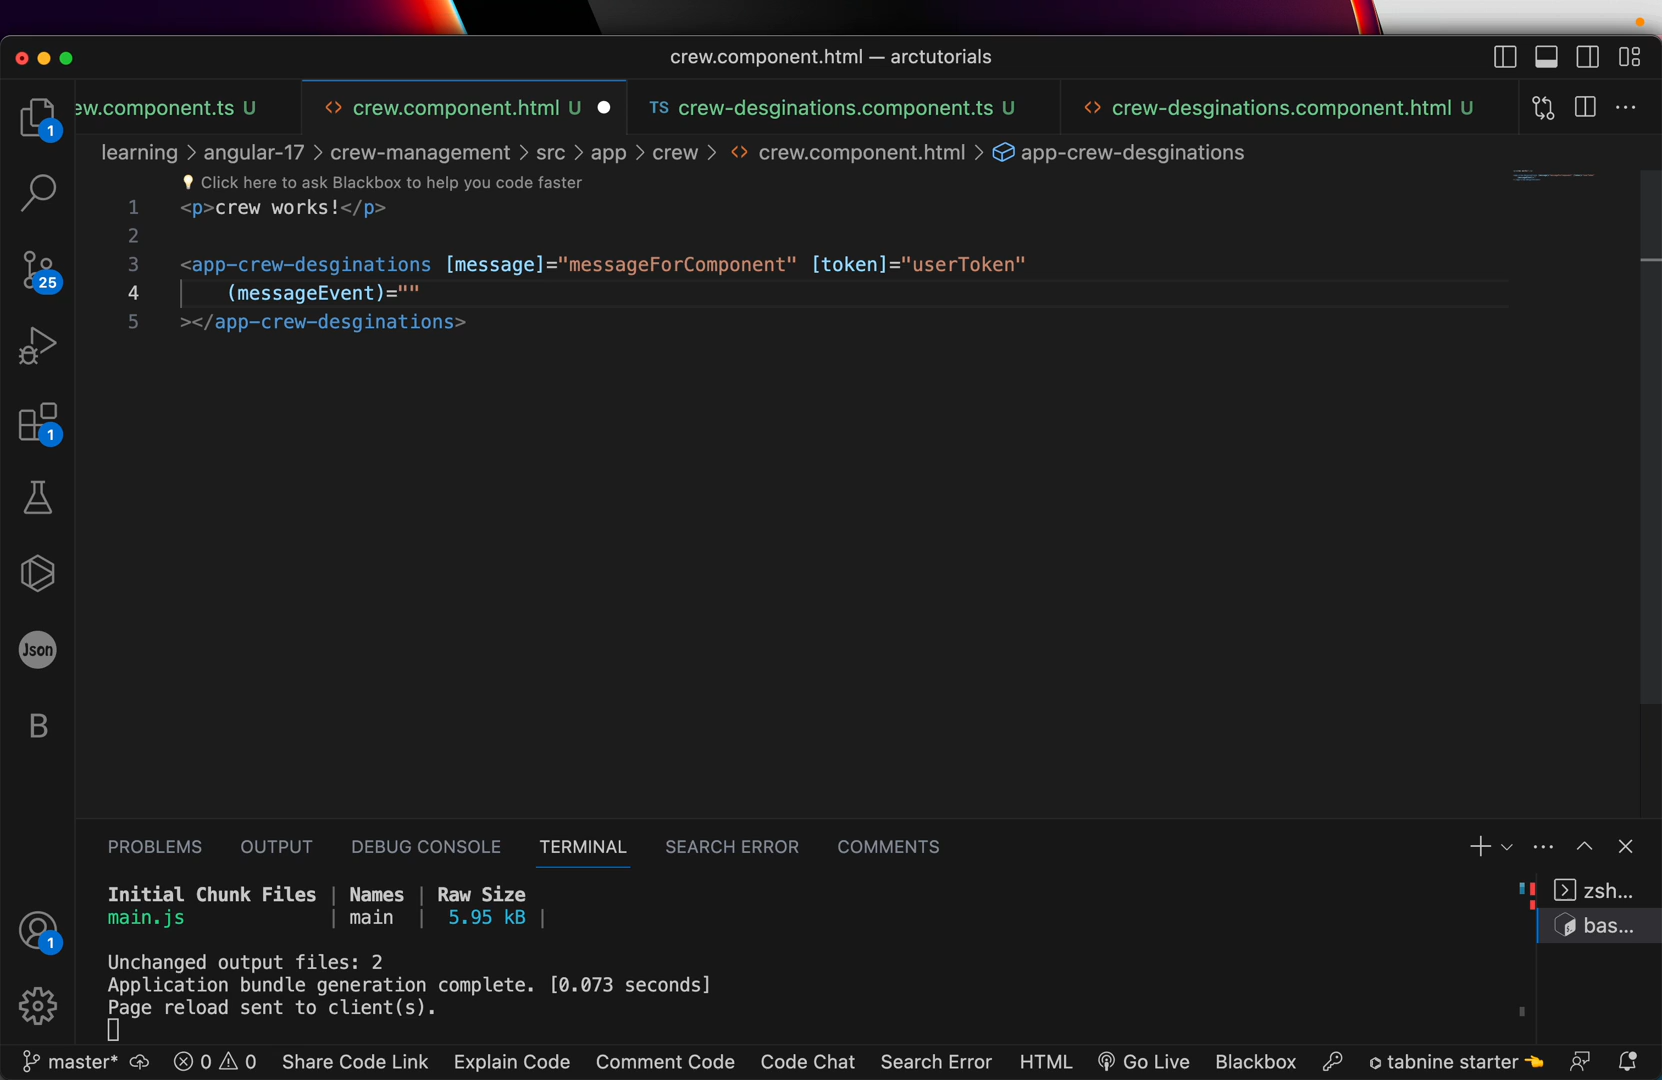 crew.component.html — arctutorials
ew.component.ts U
<> crew.component.html U
TS crew-desginations.component.ts U
<> crew-desginations.component.html U
learning > angular-17 > crew-management > src > app > crew > <> crew.component.html > app-crew-desginations
Click here to ask Blackbox to help you code faster
1 <p>crew works!</p>
2
3 <app-crew-desginations [message]="messageForComponent" [token]="userToken"
4 (messageEvent)=""
5 ></app-crew-desginations>
1
25
1
Json
B
1
PROBLEMS OUTPUT DEBUG CONSOLE TERMINAL SEARCH ERROR COMMENTS
Initial Chunk Files | Names | Raw Size
main.js | main | 5.95 kB |
Unchanged output files: 2
Application bundle generation complete. [0.073 seconds]
Page reload sent to client(s).
zsh...
bas...
master* 0 0 Share Code Link Explain Code Comment Code Code Chat Search Error HTML Go Live Blackbox tabnine starter